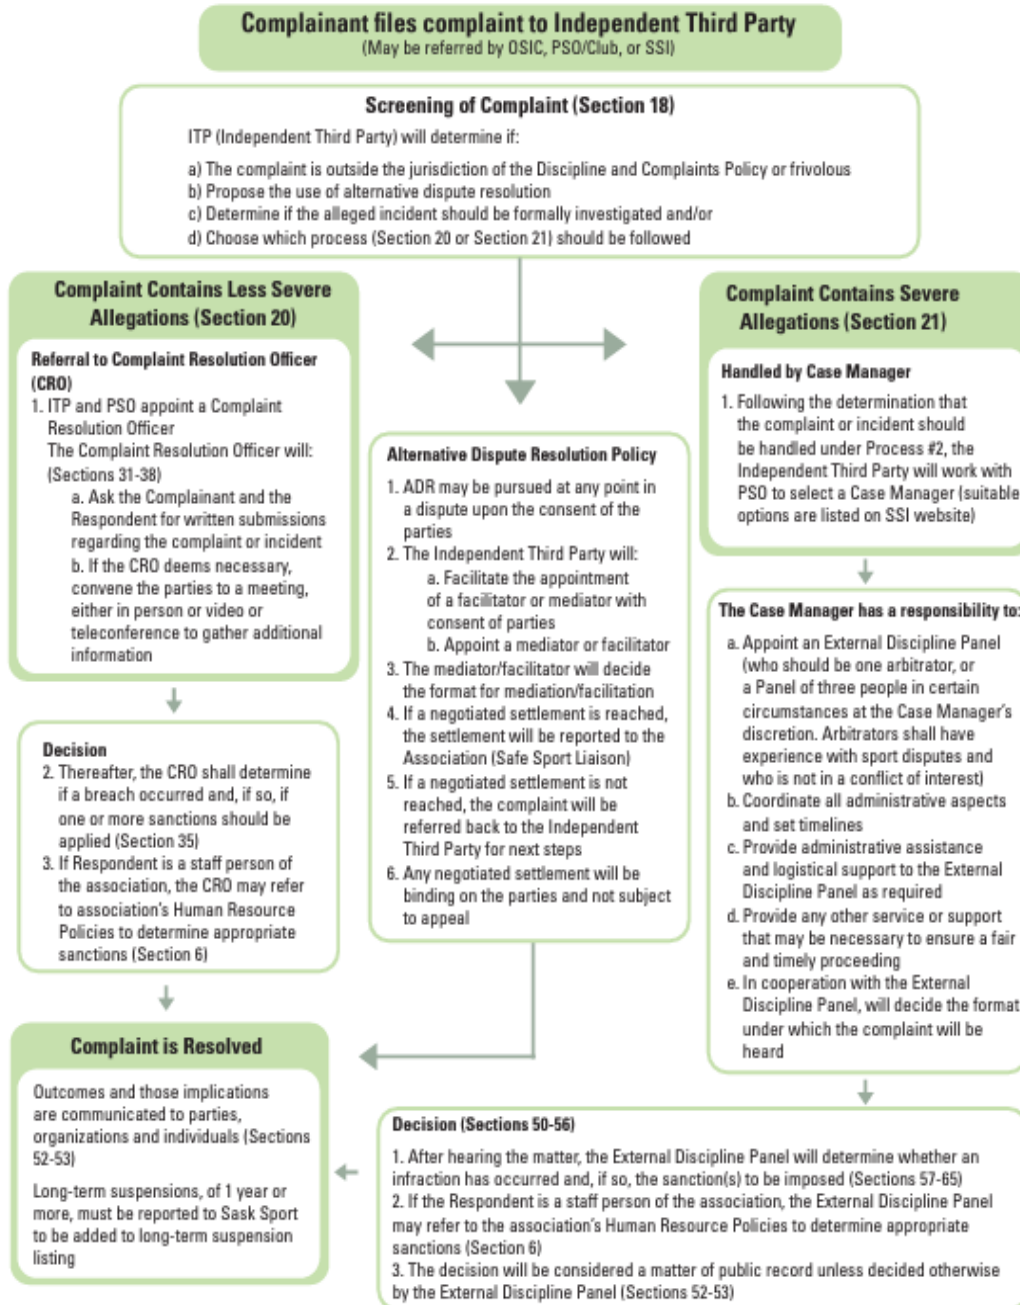 Complainant files complaint to Independent Third Party
(May be referred by OSIC, PSO/Club, or SSI)
Screening of Complaint (Section 18)
ITP (Independent Third Party) will determine if:
a) The complaint is outside the jurisdiction of the Discipline and Complaints Policy or frivolous
b) Propose the use of alternative dispute resolution
c) Determine if the alleged incident should be formally investigated and/or
d) Choose which process (Section 20 or Section 21) should be followed
Complaint Contains Less Severe
Allegations (Section 20)
Referral to Complaint Resolution Officer
(CRO)
1. ITP and PSO appoint a Complaint
Resolution Officer
The Complaint Resolution Officer will:
(Sections 31-38)
a. Ask the Complainant and the
Respondent for written submissions
regarding the complaint or incident
b. If the CRO deems necessary,
convene the parties to a meeting,
either in person or video or
teleconference to gather additional
information
Decision
2. Thereafter, the CRO shall determine
if a breach occurred and, if so, if
one or more sanctions should be
applied (Section 35)
3. If Respondent is a staff person of
the association, the CRO may refer
to association's Human Resource
Policies to determine appropriate
sanctions (Section 6)
Alternative Dispute Resolution Policy
1. ADR may be pursued at any point in
a dispute upon the consent of the
parties
2. The Independent Third Party will:
a. Facilitate the appointment
of a facilitator or mediator with
consent of parties
b. Appoint a mediator or facilitator
3. The mediator/facilitator will decide
the format for mediation/facilitation
4. If a negotiated settlement is reached,
the settlement will be reported to the
Association (Safe Sport Liaison)
5. If a negotiated settlement is not
reached, the complaint will be
referred back to the Independent
Third Party for next steps
6. Any negotiated settlement will be
binding on the parties and not subject
to appeal
Complaint Contains Severe
Allegations (Section 21)
Handled by Case Manager
1. Following the determination that
the complaint or incident should
be handled under Process #2, the
Independent Third Party will work with
PSO to select a Case Manager (suitable
options are listed on SSI website)
The Case Manager has a responsibility to:
a. Appoint an External Discipline Panel
(who should be one arbitrator, or
a Panel of three people in certain
circumstances at the Case Manager's
discretion. Arbitrators shall have
experience with sport disputes and
who is not in a conflict of interest)
b. Coordinate all administrative aspects
and set timelines
c. Provide administrative assistance
and logistical support to the External
Discipline Panel as required
d. Provide any other service or support
that may be necessary to ensure a fair
and timely proceeding
e. In cooperation with the External
Discipline Panel, will decide the format
under which the complaint will be
heard
Decision (Sections 50-56)
1. After hearing the matter, the External Discipline Panel will determine whether an
infraction has occurred and, if so, the sanction(s) to be imposed (Sections 57-65)
2. If the Respondent is a staff person of the association, the External Discipline Panel
may refer to the association's Human Resource Policies to determine appropriate
sanctions (Section 6)
3. The decision will be considered a matter of public record unless decided otherwise
by the External Discipline Panel (Sections 52-53)
Complaint is Resolved
Outcomes and those implications
are communicated to parties,
organizations and individuals (Sections
52-53)
Long-term suspensions, of 1 year or
more, must be reported to Sask Sport
to be added to long-term suspension
listing